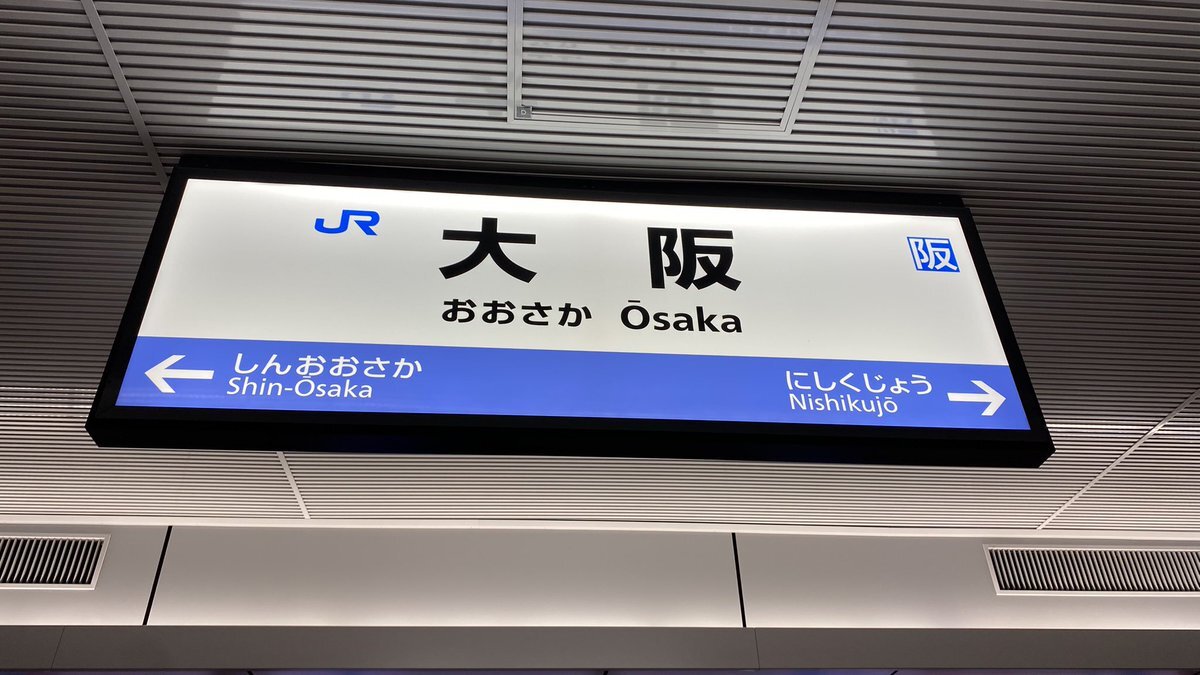 JR
大阪
阪
おおさか Ōsaka
しんおおさか
Shin-Ōsaka
にしくじょう
Nishikujō